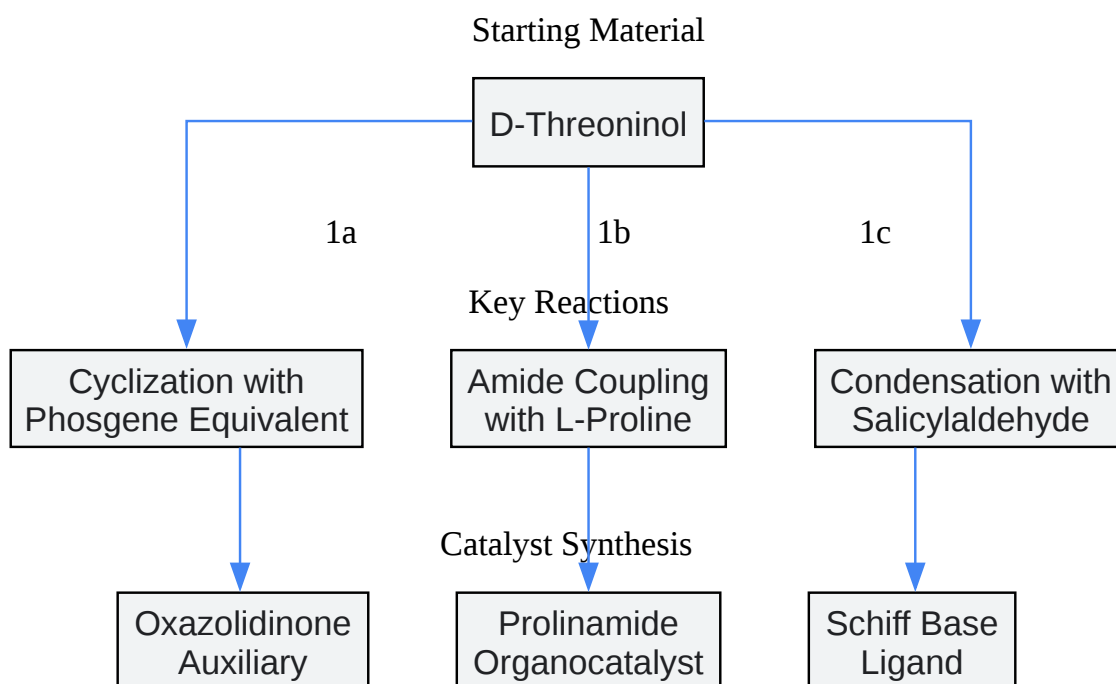 Starting Material
D-Threoninol
1a
1b
1c
Key Reactions
Cyclization with
Phosgene Equivalent
Amide Coupling
with L-Proline
Condensation with
Salicylaldehyde
Catalyst Synthesis
Oxazolidinone
Auxiliary
Prolinamide
Organocatalyst
Schiff Base
Ligand